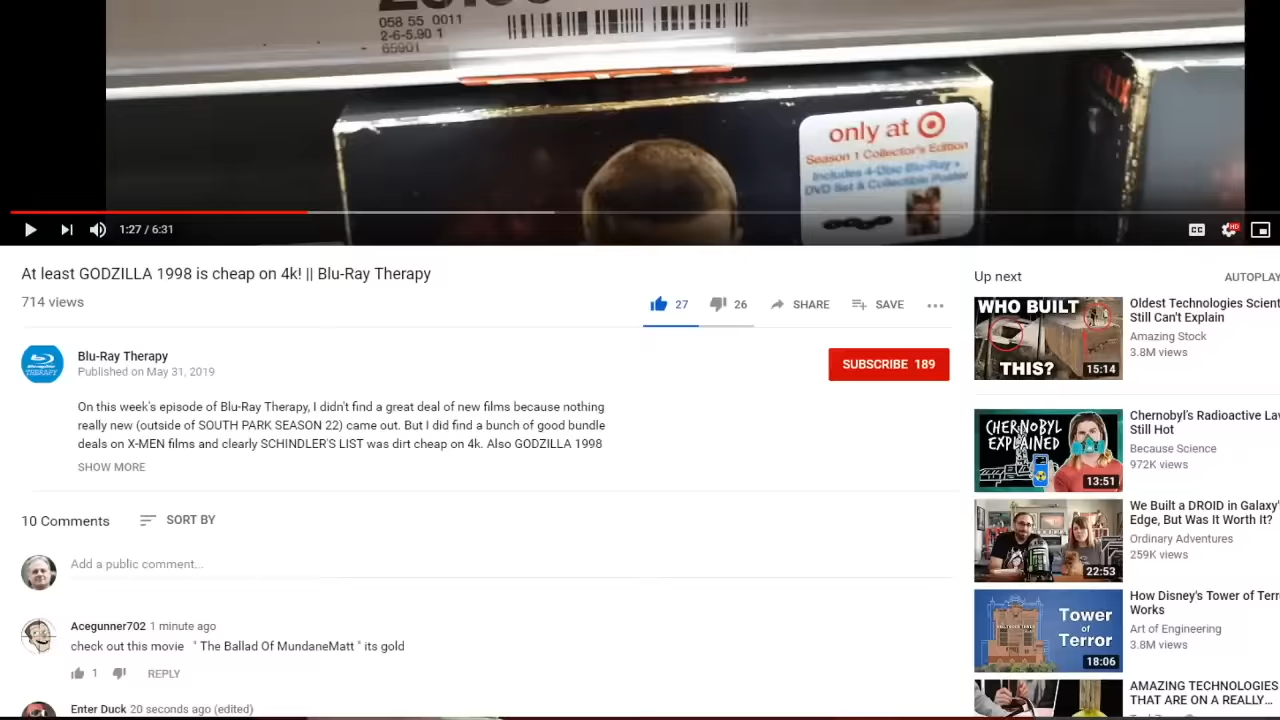 058 55 0011
2-6-5.90 1
65901
only at
Season 1 Collector's Edition
Includes 4-Disc Blu-Ray +
DVD Set & Collectible Poster
1:27 / 6:31
CC
HD
At least GODZILLA 1998 is cheap on 4k! || Blu-Ray Therapy
714 views
27
26
SHARE
SAVE
Blu-Ray Therapy
Published on May 31, 2019
SUBSCRIBE 189
On this week's episode of Blu-Ray Therapy, I didn't find a great deal of new films because nothing
really new (outside of SOUTH PARK SEASON 22) came out. But I did find a bunch of good bundle
deals on X-MEN films and clearly SCHINDLER'S LIST was dirt cheap on 4k. Also GODZILLA 1998
SHOW MORE
10 Comments
SORT BY
Add a public comment...
Acegunner702 1 minute ago
check out this movie " The Ballad Of MundaneMatt " its gold
1
REPLY
Enter Duck 20 seconds ago (edited)
Up next
AUTOPLAY
WHO BUILT
THIS?
15:14
Oldest Technologies Scient
Still Can't Explain
Amazing Stock
3.8M views
CHERNOBYL
EXPLAINED
13:51
Chernobyl's Radioactive Lav
Still Hot
Because Science
972K views
22:53
We Built a DROID in Galaxy'
Edge, But Was It Worth It?
Ordinary Adventures
259K views
Tower
of
Terror
18:06
How Disney's Tower of Terr
Works
Art of Engineering
3.8M views
AMAZING TECHNOLOGIES
THAT ARE ON A REALLY...